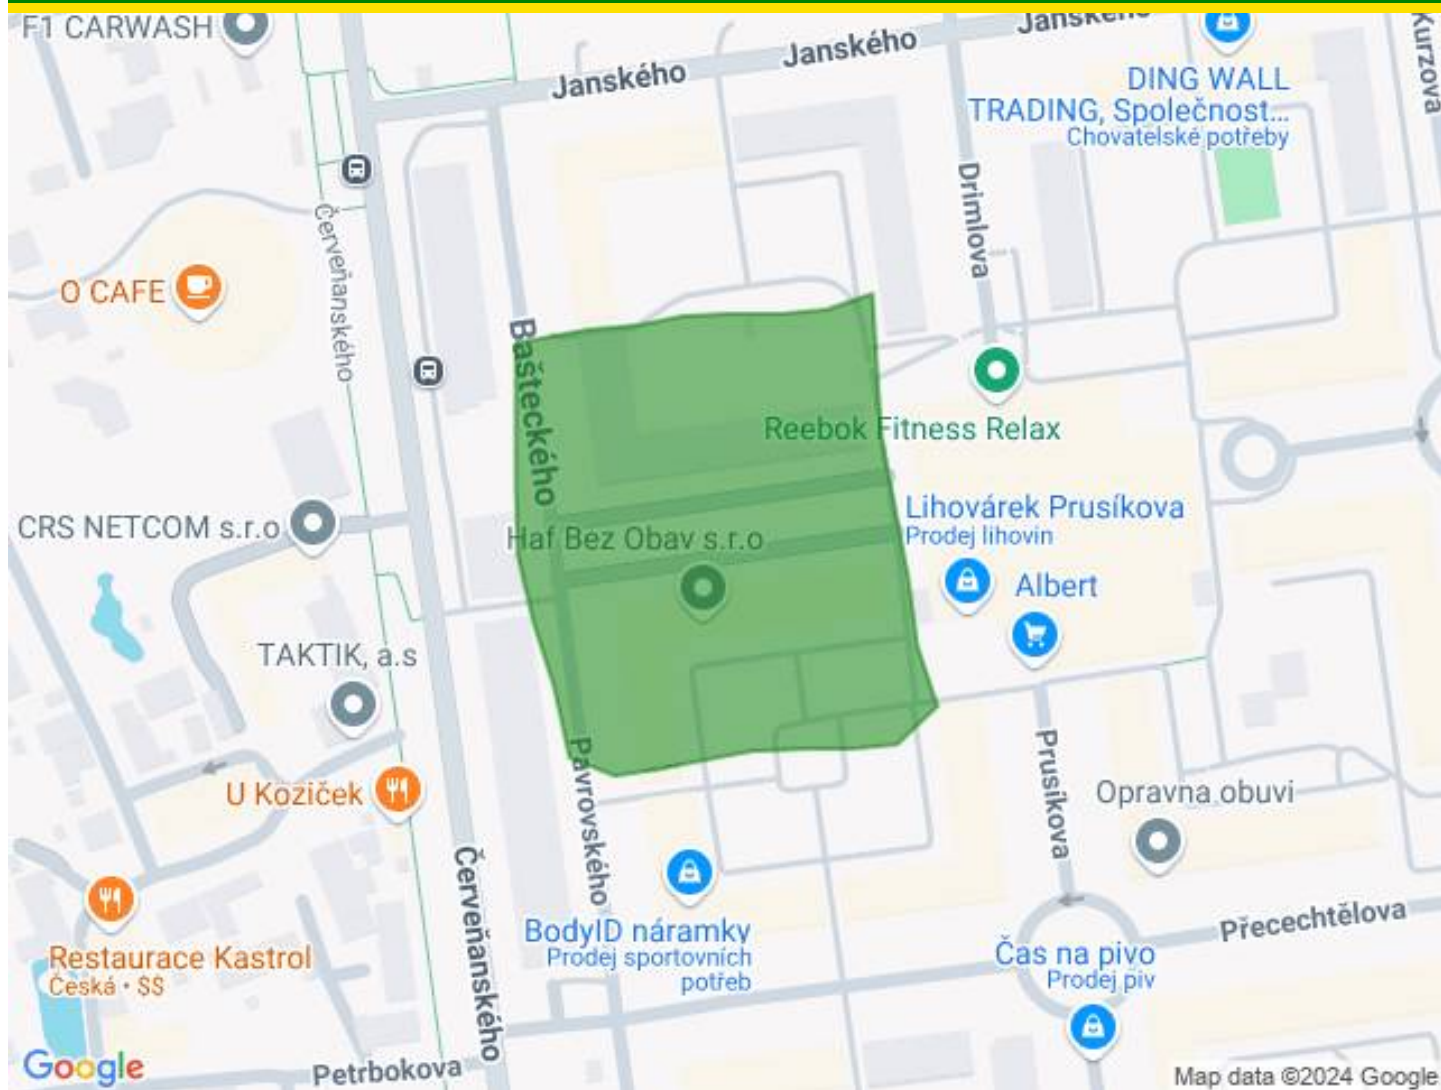 F1 CARWASH
Janského
Janského
Janského
Kurzova
DING WALL
TRADING, Společnost...
Chovatelské potřeby
Drimlova
Červeňanského
O CAFE
Bašteckého
Reebok Fitness Relax
CRS NETCOM s.r.o
Haf Bez Obav s.r.o
Lihovárek Prusíkova
Prodej lihovin
Albert
TAKTIK, a.s
U Koziček
Pavrovského
Prusíkova
Opravna obuvi
Červeňanského
Restaurace Kastrol
Česká • $$
BodyID náramky
Prodej sportovních
potřeb
Přecechtělova
Čas na pivo
Prodej piv
Petrbokova
Google
Map data ©2024 Google